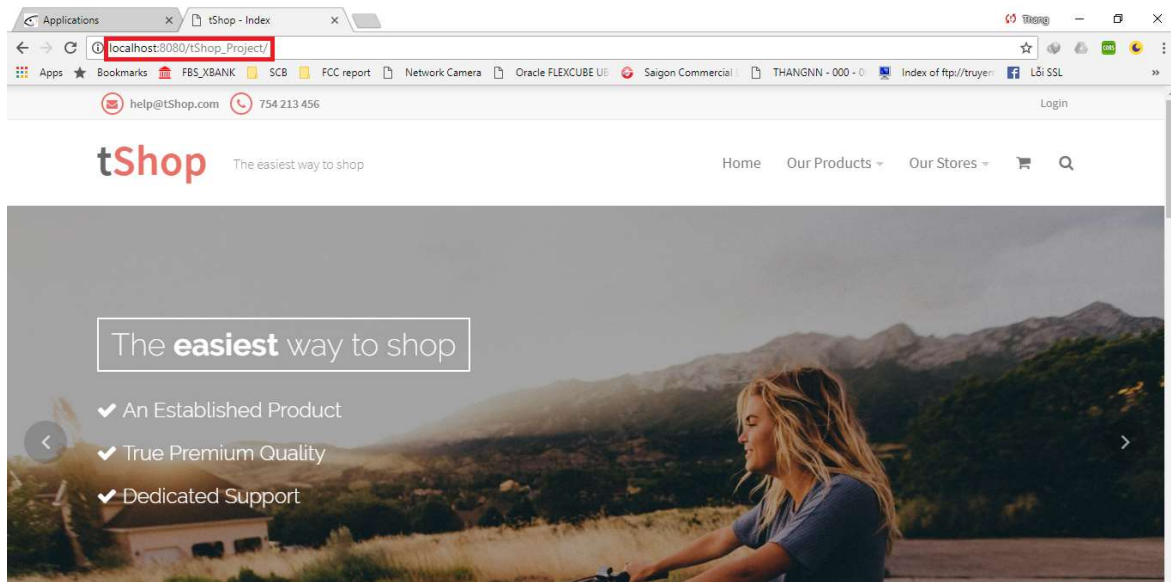 Applications
tShop - Index
Thang
localhost:8080/tShop_Project/
CORS
Apps Bookmarks FBS_XBANK SCB FCC report Network Camera Oracle FLEXCUBE UB Saigon Commercial THANGNN - 000 - 0 Index of ftp://truyen Lỗi SSL
help@tShop.com 754 213 456 Login
tShop The easiest way to shop Home Our Products Our Stores
The easiest way to shop
An Established Product
True Premium Quality
Dedicated Support